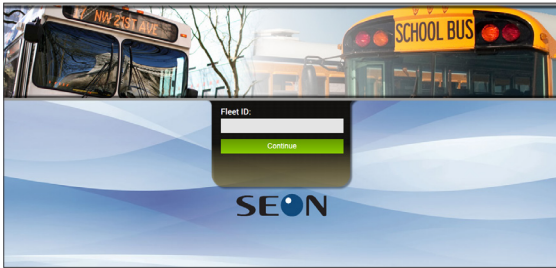 NW 21ST AVE
SCHOOL BUS
Fleet ID:
Continue
SEON